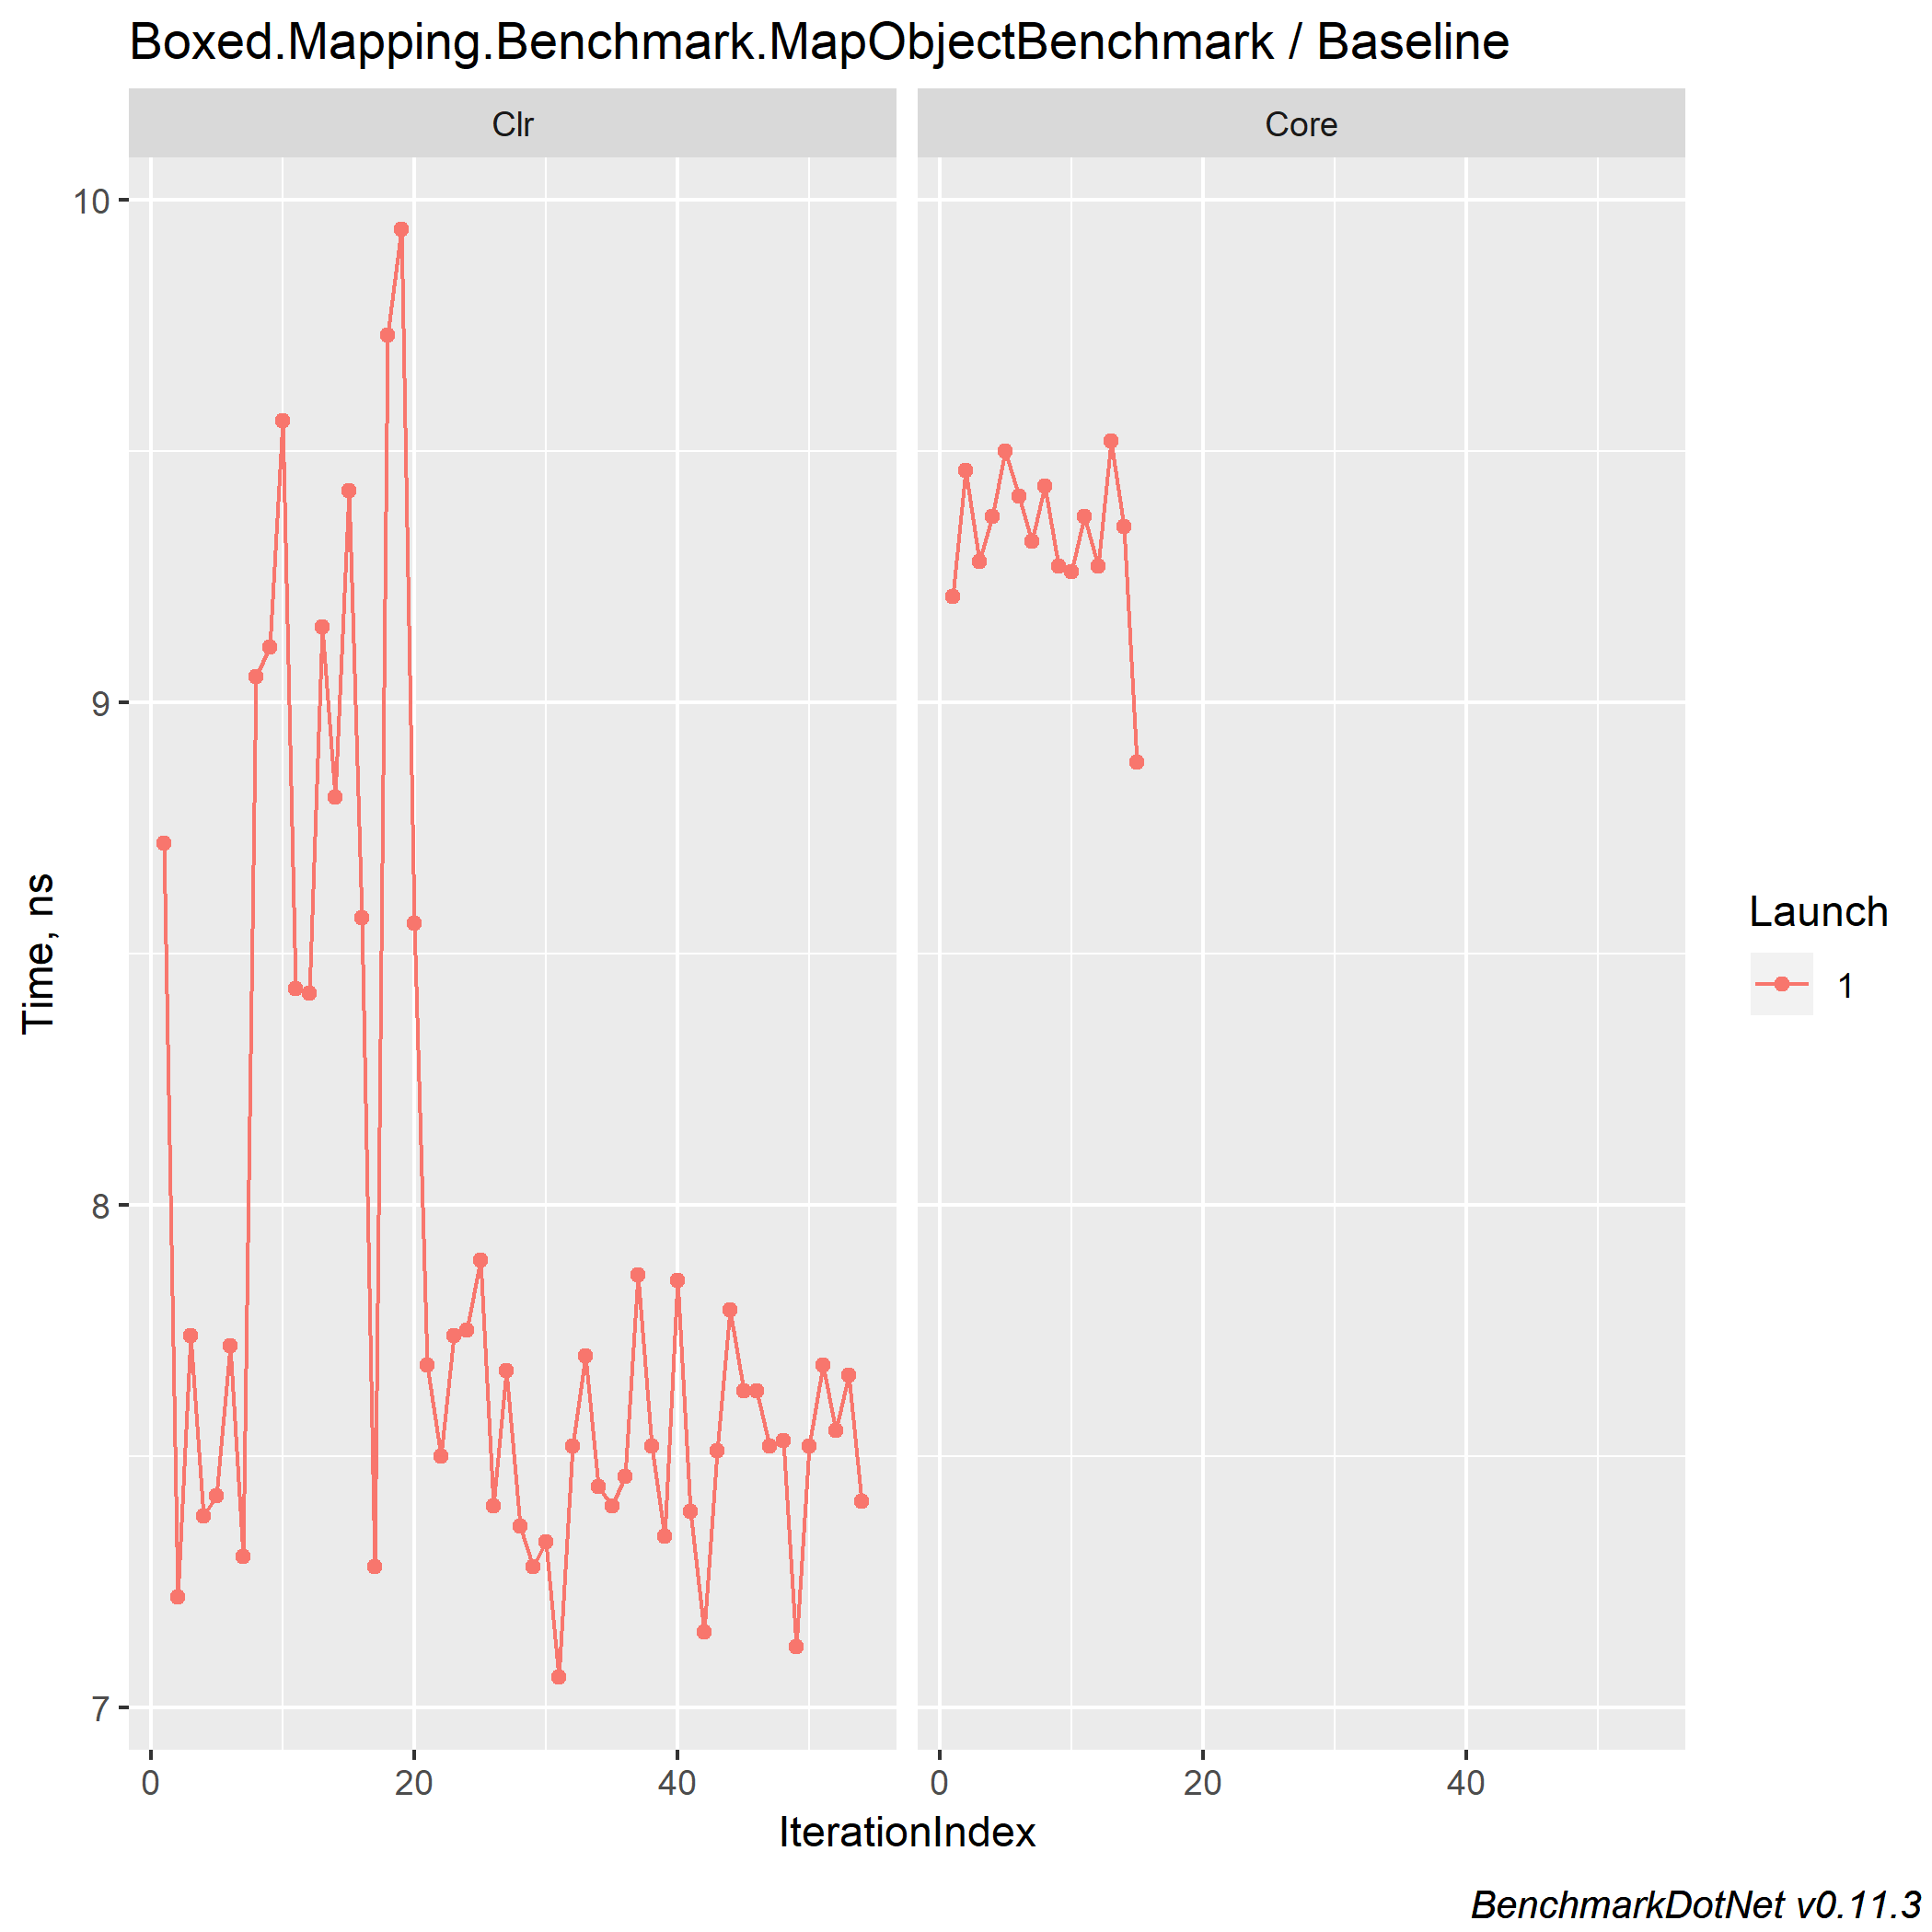 Boxed.Mapping.Benchmark.MapObjectBenchmark / Baseline
Clr
Core
10
9
8
7
Time, ns
0 20 40
0 20 40
IterationIndex
Launch
1
BenchmarkDotNet v0.11.3